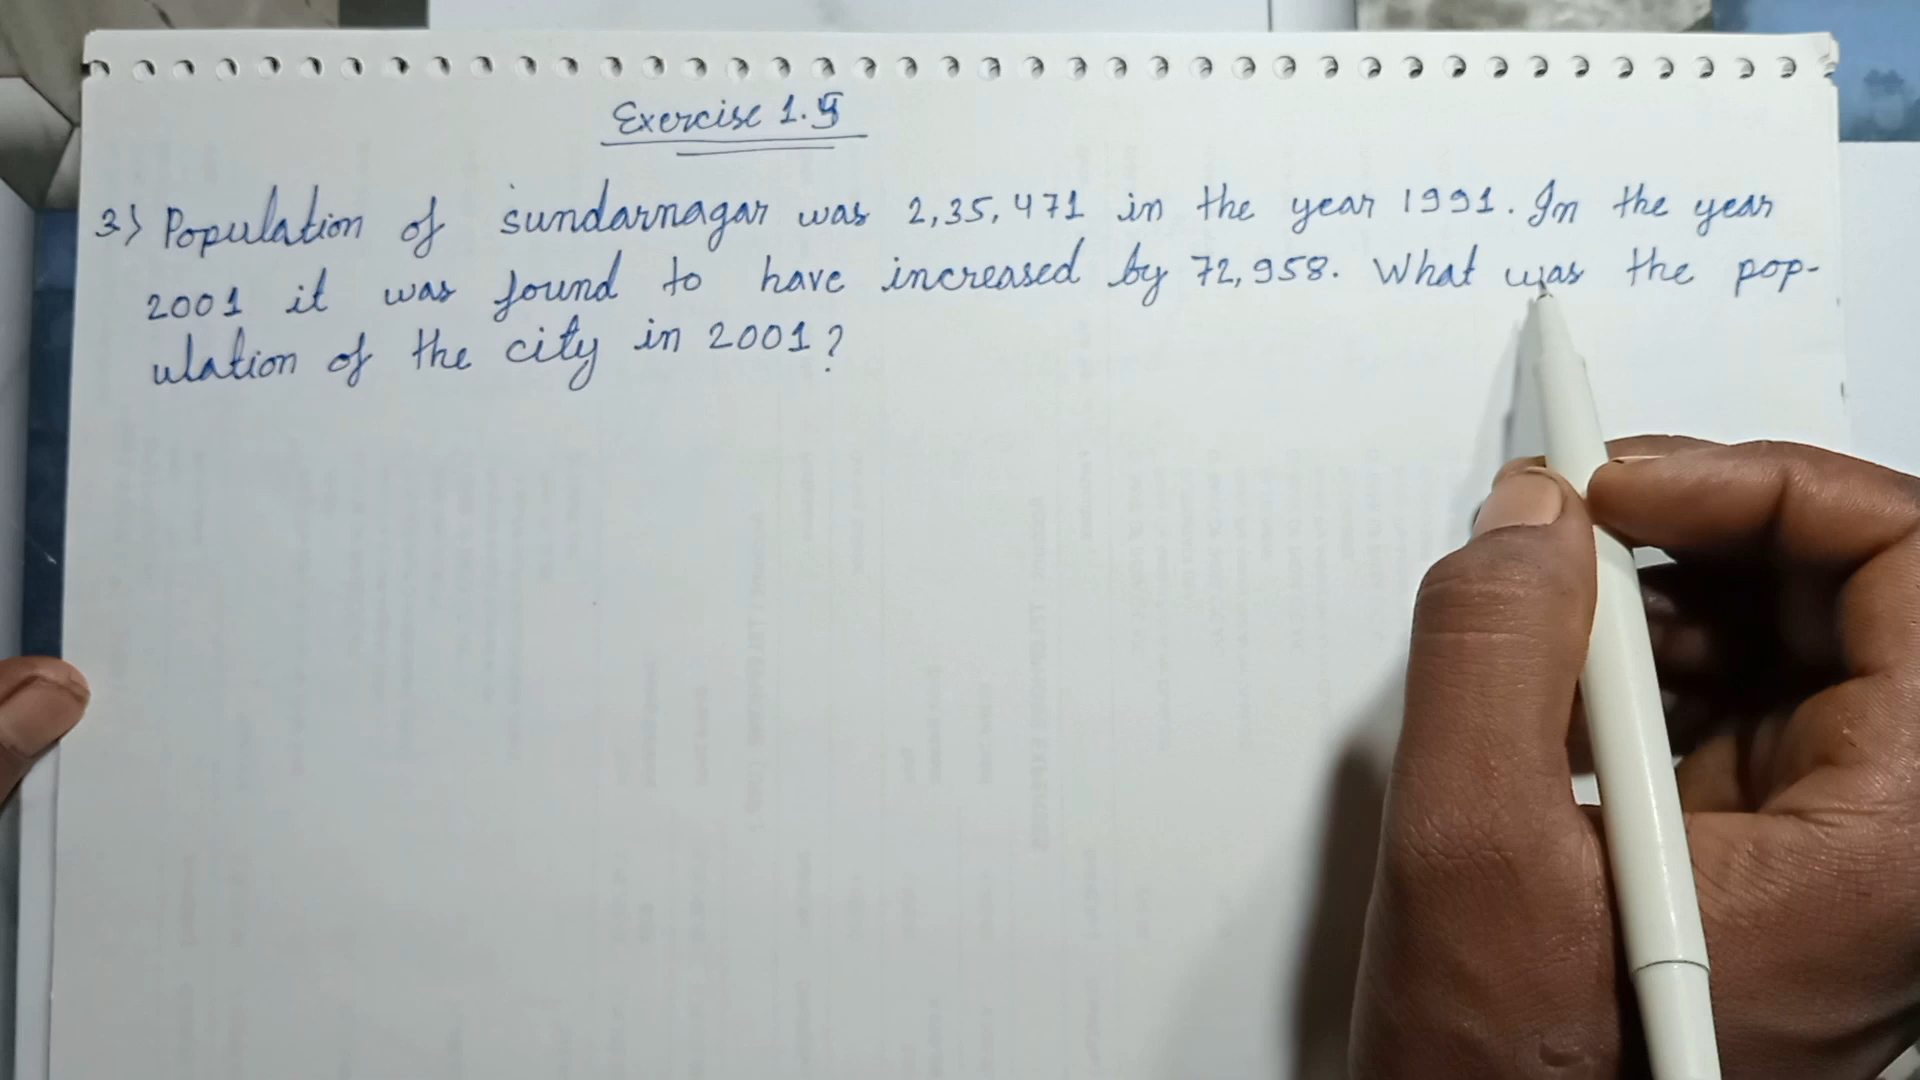 Exercise 1.5
3) Population of sundarnagar was 2,35,471 in the year 1991. In the year
2001 it was found to have increased by 72,958. What was the pop-
ulation of the city in 2001?